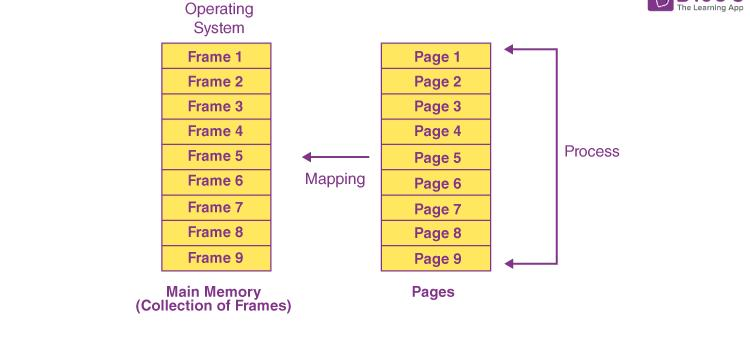 Operating
System
The Learning App
Frame 1
Frame 2
Frame 3
Frame 4
Frame 5
Frame 6
Frame 7
Frame 8
Frame 9
Main Memory
(Collection of Frames)
Mapping
Page 1
Page 2
Page 3
Page 4
Page 5
Page 6
Page 7
Page 8
Page 9
Pages
Process